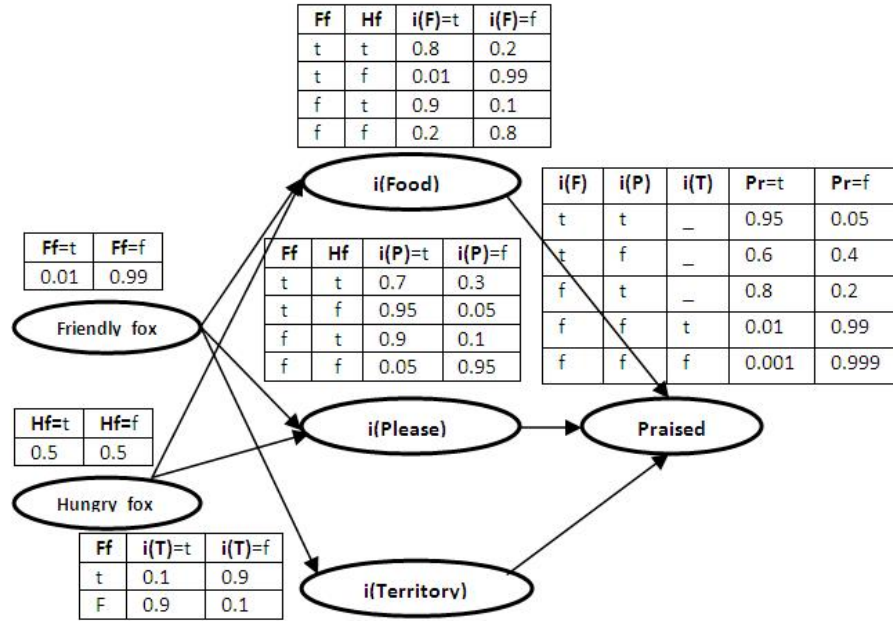 Ff Hf i(F)=t i(F)=f
t t 0.8 0.2
t f 0.01 0.99
f t 0.9 0.1
f f 0.2 0.8
i(Food)
i(F) i(P) i(T) Pr=t Pr=f
t t _ 0.95 0.05
t f _ 0.6 0.4
f t _ 0.8 0.2
f f t 0.01 0.99
f f f 0.001 0.999
Ff=t Ff=f
0.01 0.99
Friendly fox
Ff Hf i(P)=t i(P)=f
t t 0.7 0.3
t f 0.95 0.05
f t 0.9 0.1
f f 0.05 0.95
Hf=t Hf=f
0.5 0.5
Hungry fox
i(Please)
Praised
Ff i(T)=t i(T)=f
t 0.1 0.9
F 0.9 0.1
i(Territory)